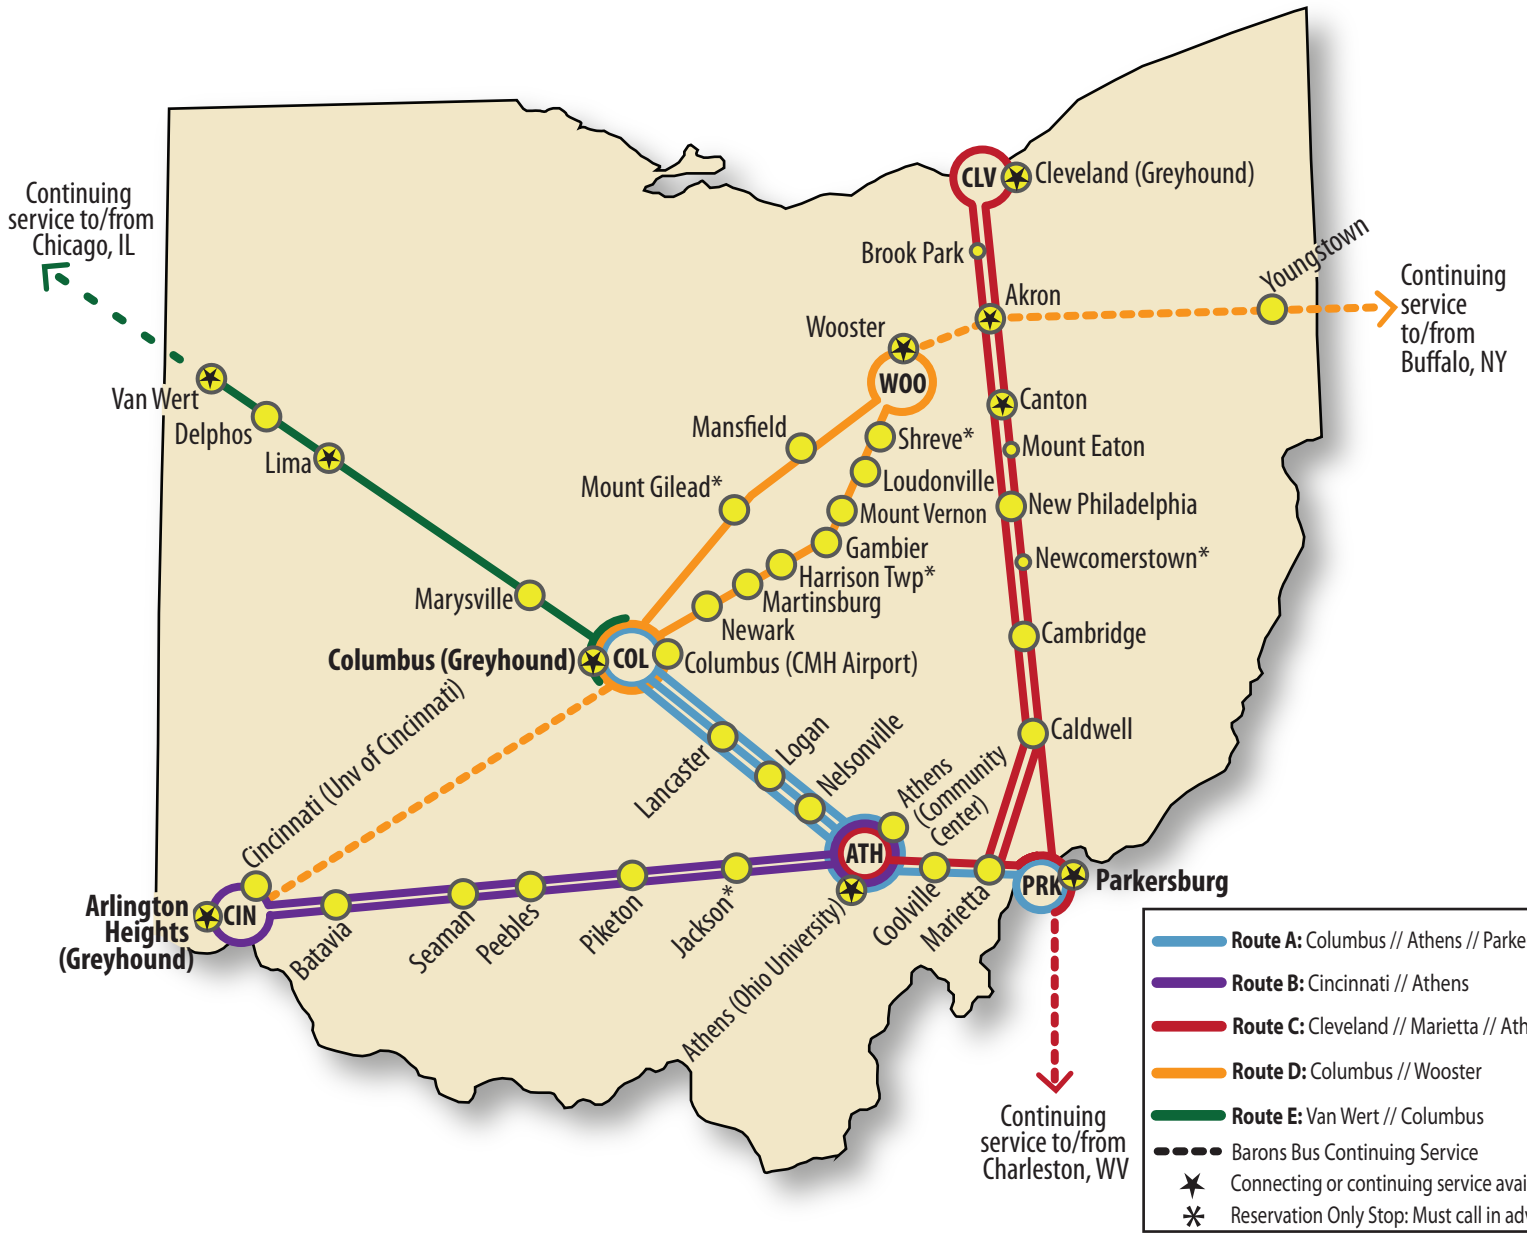 CLV
Cleveland (Greyhound)
Continuing
service to/from
Chicago, IL
Brook Park
Youngstown
Akron
Continuing
service
to/from
Buffalo, NY
Wooster
WOO
Van Wert
Delphos
Lima
Canton
Mansfield
Shreve*
Mount Eaton
Mount Gilead*
Loudonville
New Philadelphia
Mount Vernon
Gambier
Newcomerstown*
Harrison Twp*
Martinsburg
Marysville
Newark
Cambridge
Columbus (Greyhound)
COL
Columbus (CMH Airport)
Caldwell
Cincinnati (Unv of Cincinnati)
Lancaster
Logan
Nelsonville
Athens
(Community
Center)
ATH
PRK
Parkersburg
Arlington
Heights
(Greyhound)
CIN
Batavia
Seaman
Peebles
Piketon
Jackson*
Athens (Ohio University)
Coolville
Marietta
Continuing
service to/from
Charleston, WV
Route A: Columbus // Athens // Parke
Route B: Cincinnati // Athens
Route C: Cleveland // Marietta // Ath
Route D: Columbus // Wooster
Route E: Van Wert // Columbus
Barons Bus Continuing Service
Connecting or continuing service avai
Reservation Only Stop: Must call in adv